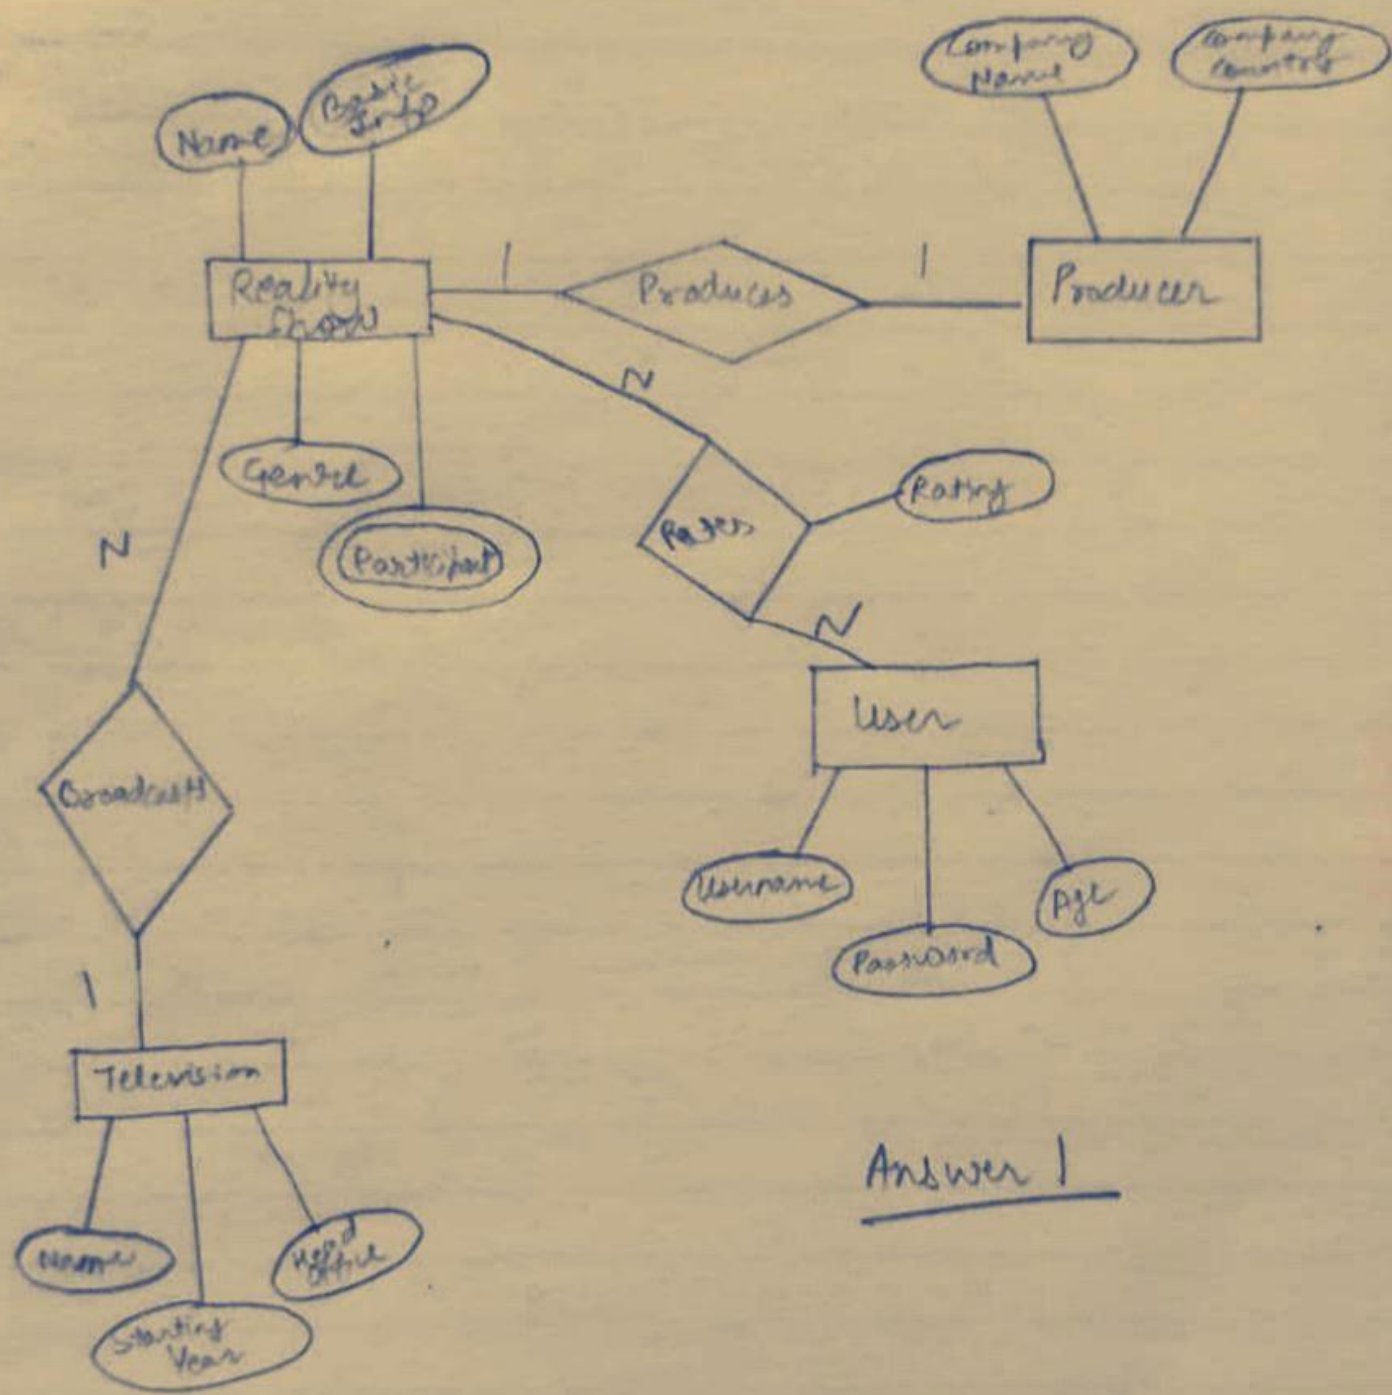 Company
Name
Company
Country
Name
Basic
Info
Reality
Show
1
Produces
1
Producer
N
Genre
Participant
N
Rates
Rating
N
User
Broadcasts
Username
Password
Age
1
Television
Name
Starting
Year
Head
Office
Answer 1